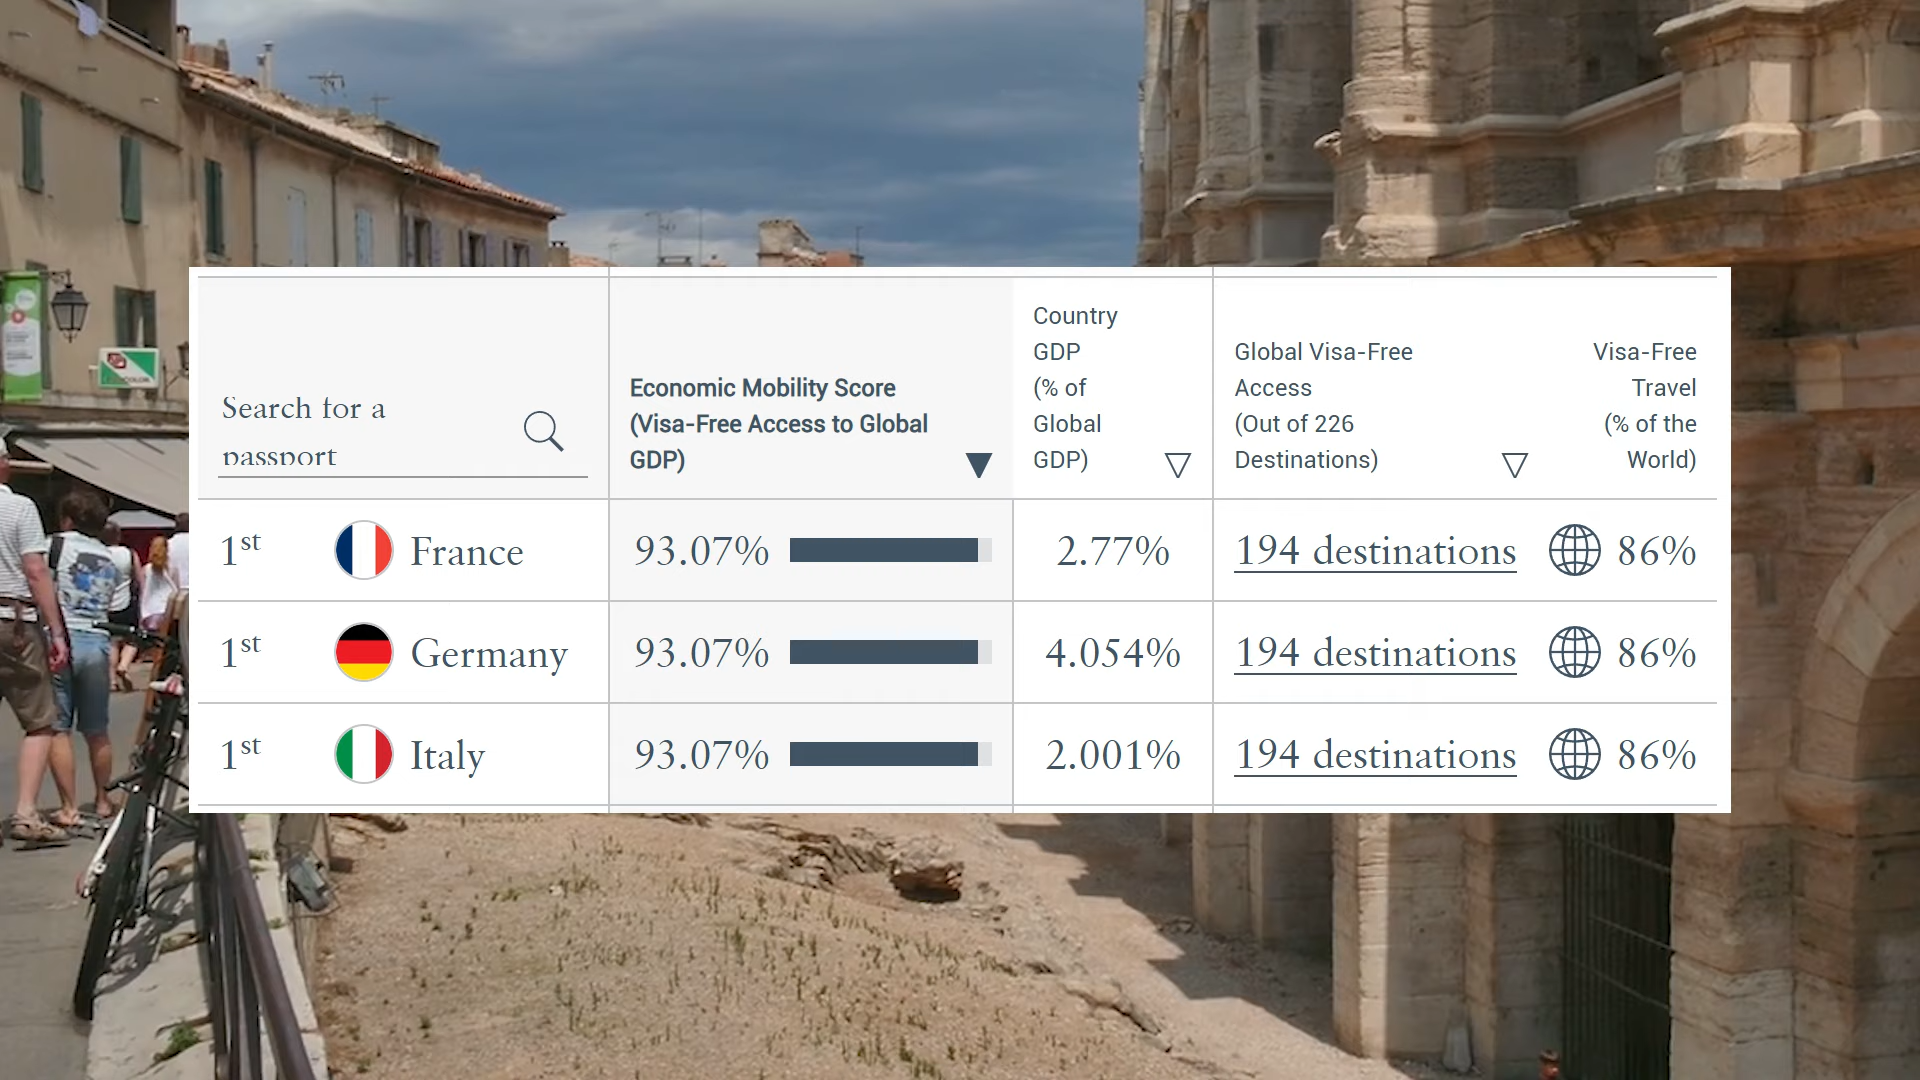 Search for a
passport
Economic Mobility Score
(Visa-Free Access to Global
GDP)
Country
GDP
(% of
Global
GDP)
Global Visa-Free
Access
(Out of 226
Destinations)
Visa-Free
Travel
(% of the
World)
1st France 93.07% 2.77% 194 destinations 86%
1st Germany 93.07% 4.054% 194 destinations 86%
1st Italy 93.07% 2.001% 194 destinations 86%